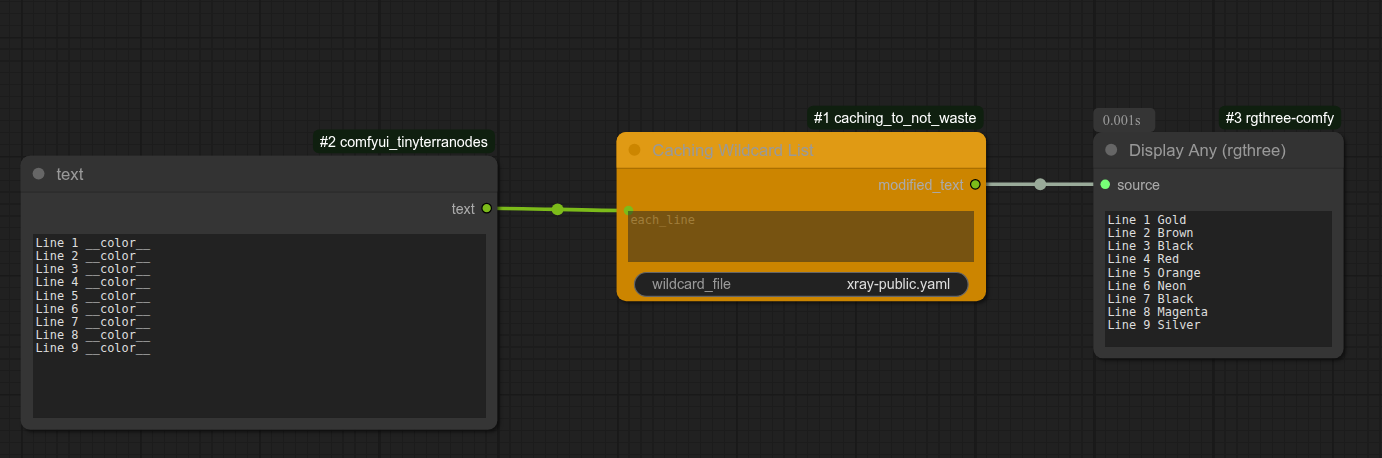 #2 comfyui_tinyterranodes
text
text
Line 1 __color__
Line 2 __color__
Line 3 __color__
Line 4 __color__
Line 5 __color__
Line 6 __color__
Line 7 __color__
Line 8 __color__
Line 9 __color__
#1 caching_to_not_waste
Caching Wildcard List
modified_text
each_line
wildcard_file xray-public.yaml
0.001s
#3 rgthree-comfy
Display Any (rgthree)
source
Line 1 Gold
Line 2 Brown
Line 3 Black
Line 4 Red
Line 5 Orange
Line 6 Neon
Line 7 Black
Line 8 Magenta
Line 9 Silver